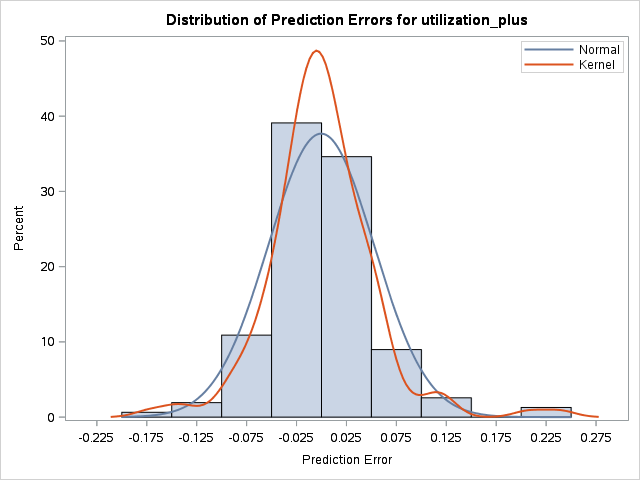 Distribution of Prediction Errors for utilization_plus
Normal
Kernel
Percent
50
40
30
20
10
0
-0.225 -0.175 -0.125 -0.075 -0.025 0.025 0.075 0.125 0.175 0.225 0.275
Prediction Error